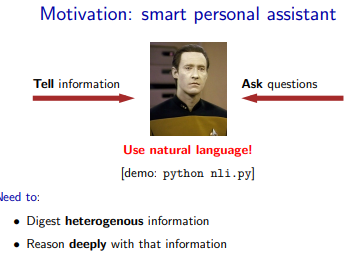 Motivation: smart personal assistant
Tell information
Ask questions
Use natural language!
[demo: python nli.py]
to:
• Digest heterogenous information
• Reason deeply with that information